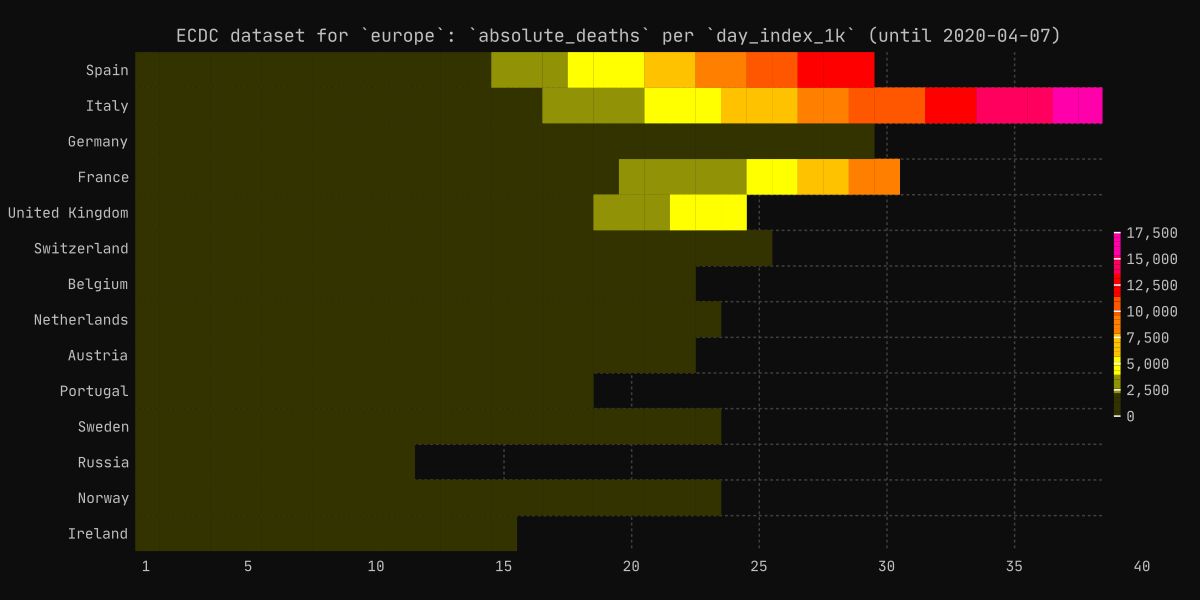 ECDC dataset for `europe`: `absolute_deaths` per `day_index_1k` (until 2020-04-07)
Spain
Italy
Germany
France
United Kingdom
Switzerland
Belgium
Netherlands
Austria
Portugal
Sweden
Russia
Norway
Ireland
17,500
15,000
12,500
10,000
7,500
5,000
2,500
0
1 5 10 15 20 25 30 35 40